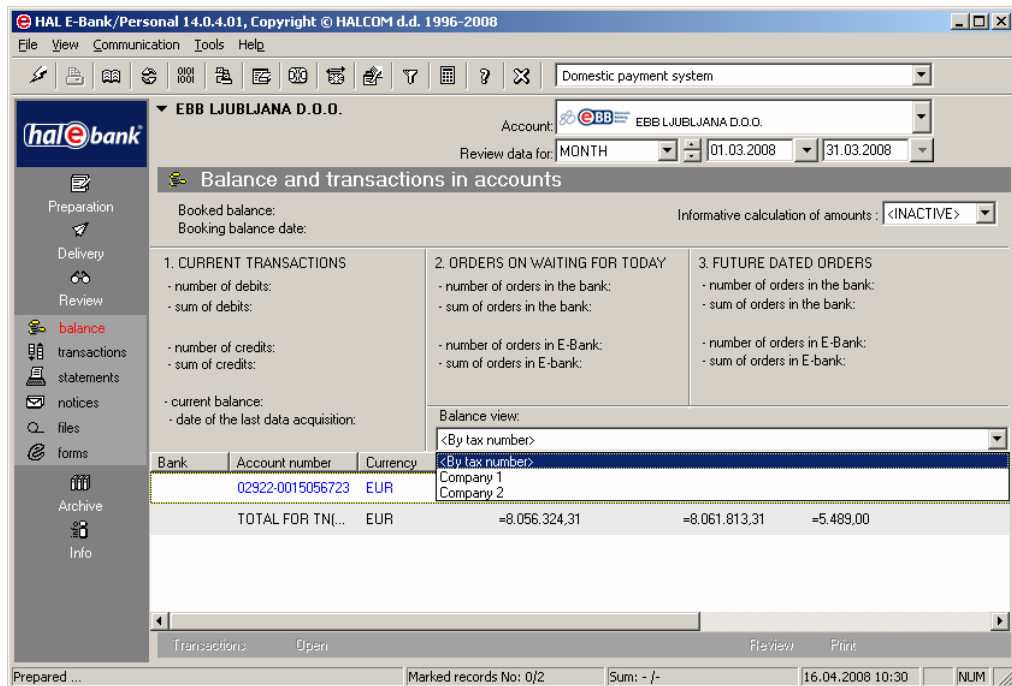 HAL E-Bank/Personal 14.0.4.01, Copyright © HALCOM d.d. 1996-2008
File View Communication Tools Help
Domestic payment system
hal e bank
EBB LJUBLJANA D.O.O.
Account: eBB EBB LJUBLJANA D.O.O.
Review data for: MONTH 01.03.2008 31.03.2008
Balance and transactions in accounts
Preparation
Delivery
Review
balance
transactions
statements
notices
files
forms
Archive
Info
Booked balance:
Booking balance date:
Informative calculation of amounts : <INACTIVE>
1. CURRENT TRANSACTIONS
- number of debits:
- sum of debits:
- number of credits:
- sum of credits:
- current balance:
- date of the last data acquisition:
2. ORDERS ON WAITING FOR TODAY
- number of orders in the bank:
- sum of orders in the bank:
- number of orders in E-Bank:
- sum of orders in E-bank:
3. FUTURE DATED ORDERS
- number of orders in the bank:
- sum of orders in the bank:
- number of orders in E-Bank:
- sum of orders in E-bank:
Balance view:
<By tax number>
<By tax number>
Company 1
Company 2
Bank Account number Currency
02922-0015056723 EUR
TOTAL FOR TN(... EUR =8.056.324,31 =8.061.813,31 =5.489,00
Transactions Open Review Print
Prepared ... Marked records No: 0/2 Sum: - /- 16.04.2008 10:30 NUM